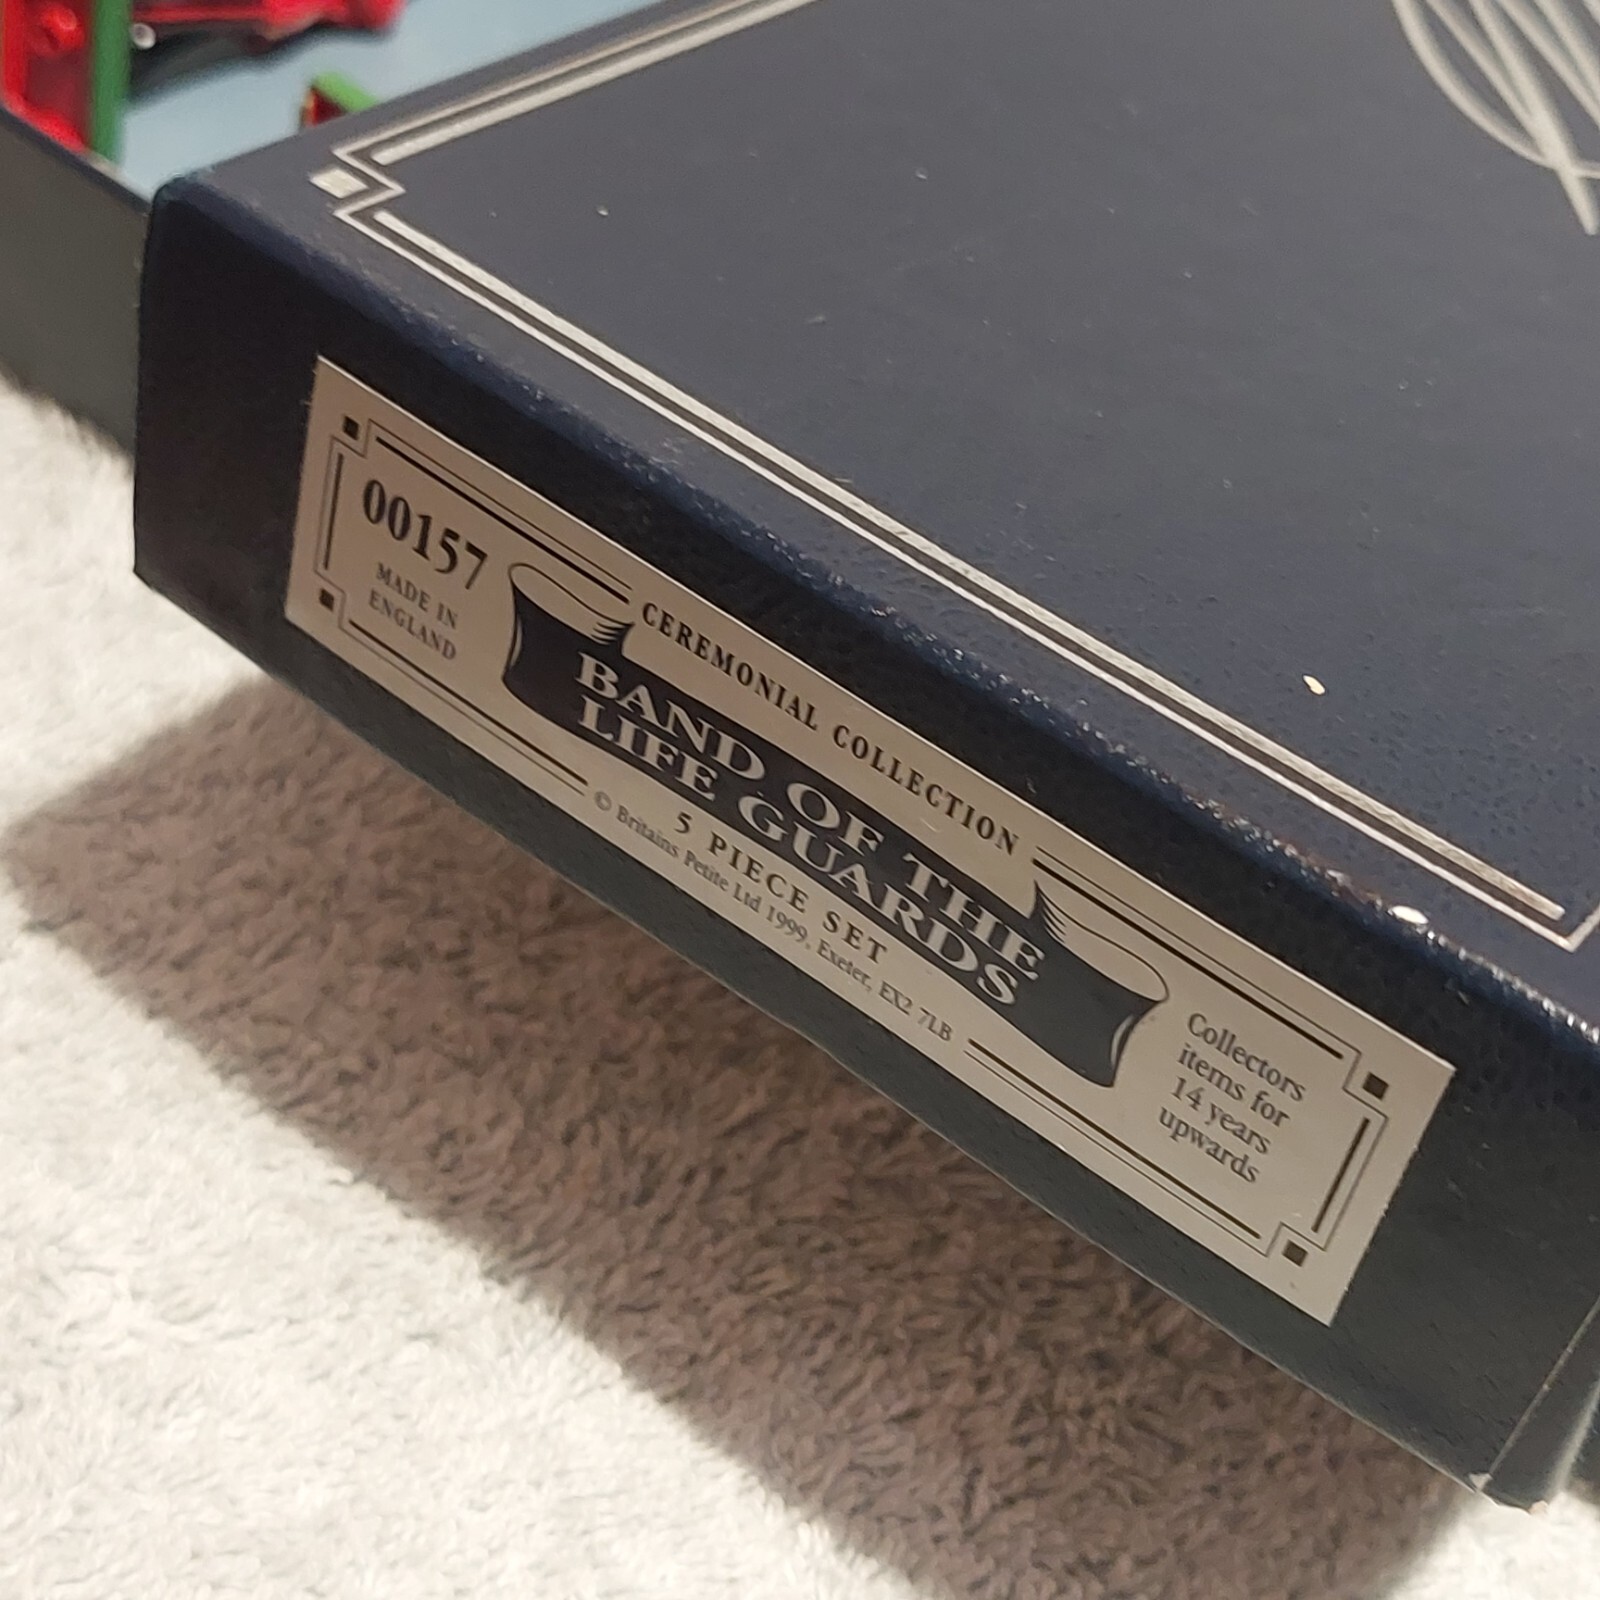 00157
MADE IN
ENGLAND
CEREMONIAL COLLECTION
BAND OF THE
LIFE GUARDS
5 PIECE SET
© Britains Petite Ltd 1999, Exeter, EX2 7LB
Collectors
items for
14 years
upwards